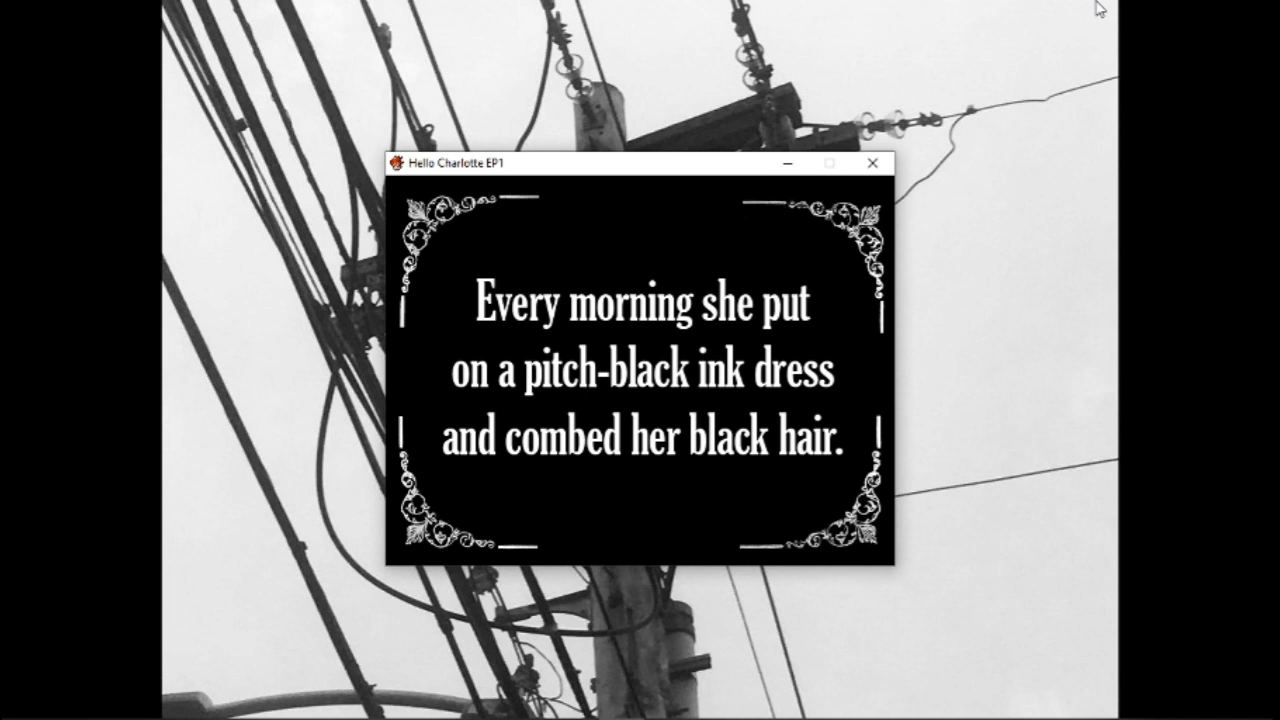 Hello Charlotte EP1
Every morning she put
on a pitch-black ink dress
and combed her black hair.